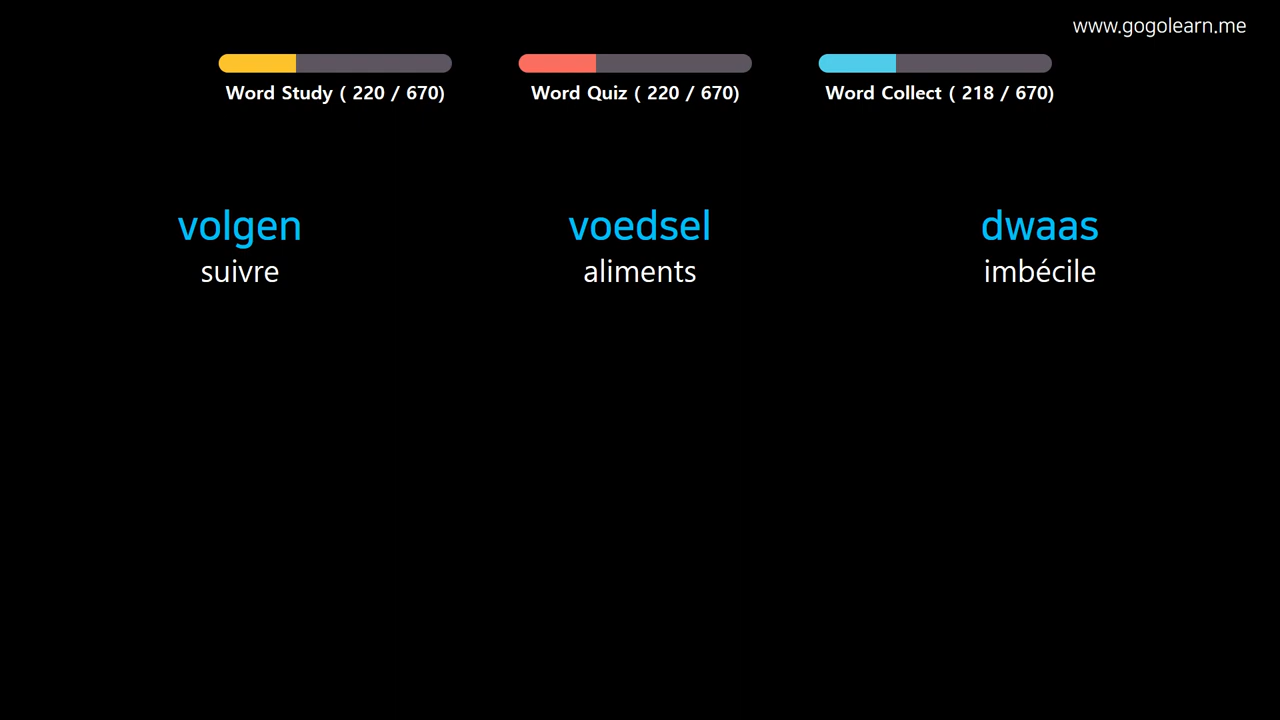 www.gogolearn.me
Word Study ( 220 / 670)
Word Quiz ( 220 / 670)
Word Collect ( 218 / 670)
volgen
suivre
voedsel
aliments
dwaas
imbécile